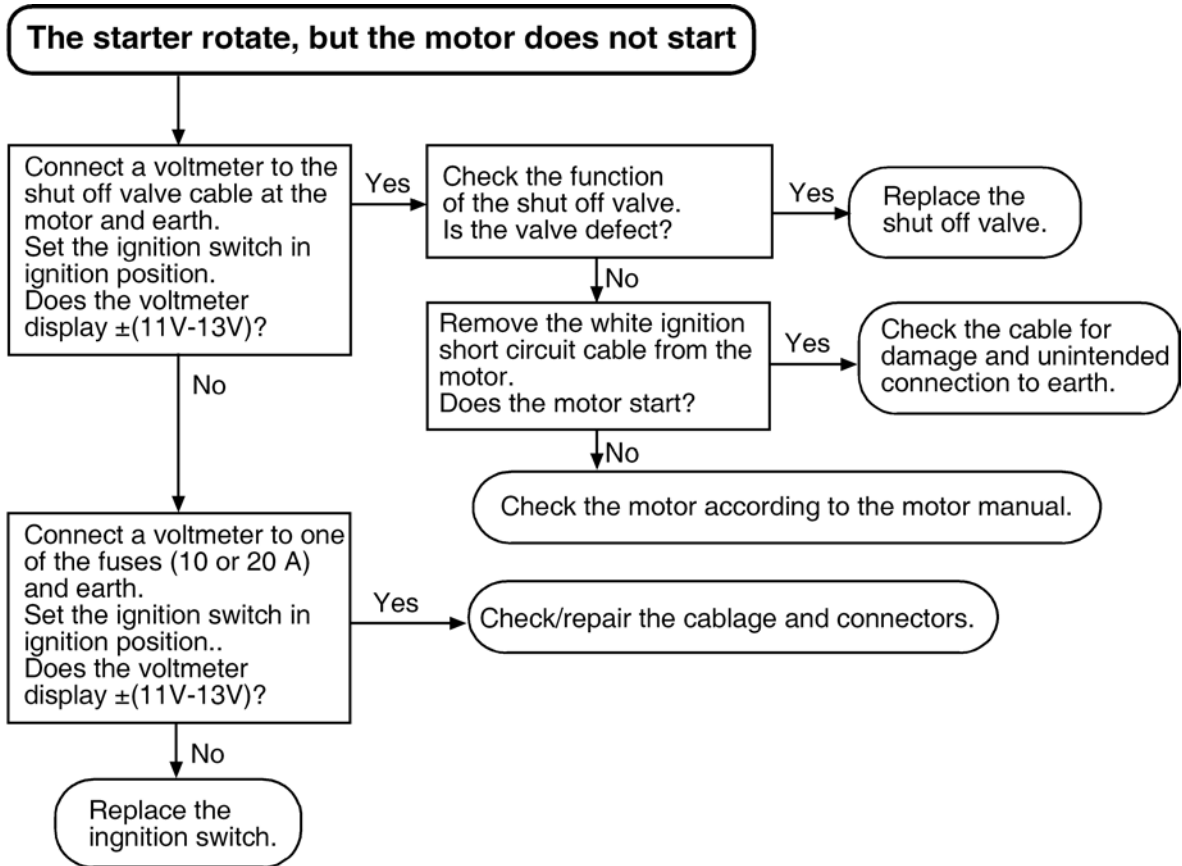 The starter rotate, but the motor does not start
Connect a voltmeter to the
shut off valve cable at the
motor and earth.
Set the ignition switch in
ignition position.
Does the voltmeter
display ±(11V-13V)?
Yes
Check the function
of the shut off valve.
Is the valve defect?
Yes
Replace the
shut off valve.
No
Remove the white ignition
short circuit cable from the
motor.
Does the motor start?
Yes
Check the cable for
damage and unintended
connection to earth.
No
Check the motor according to the motor manual.
No
Connect a voltmeter to one
of the fuses (10 or 20 A)
and earth.
Set the ignition switch in
ignition position..
Does the voltmeter
display ±(11V-13V)?
Yes
Check/repair the cablage and connectors.
No
Replace the
ingnition switch.